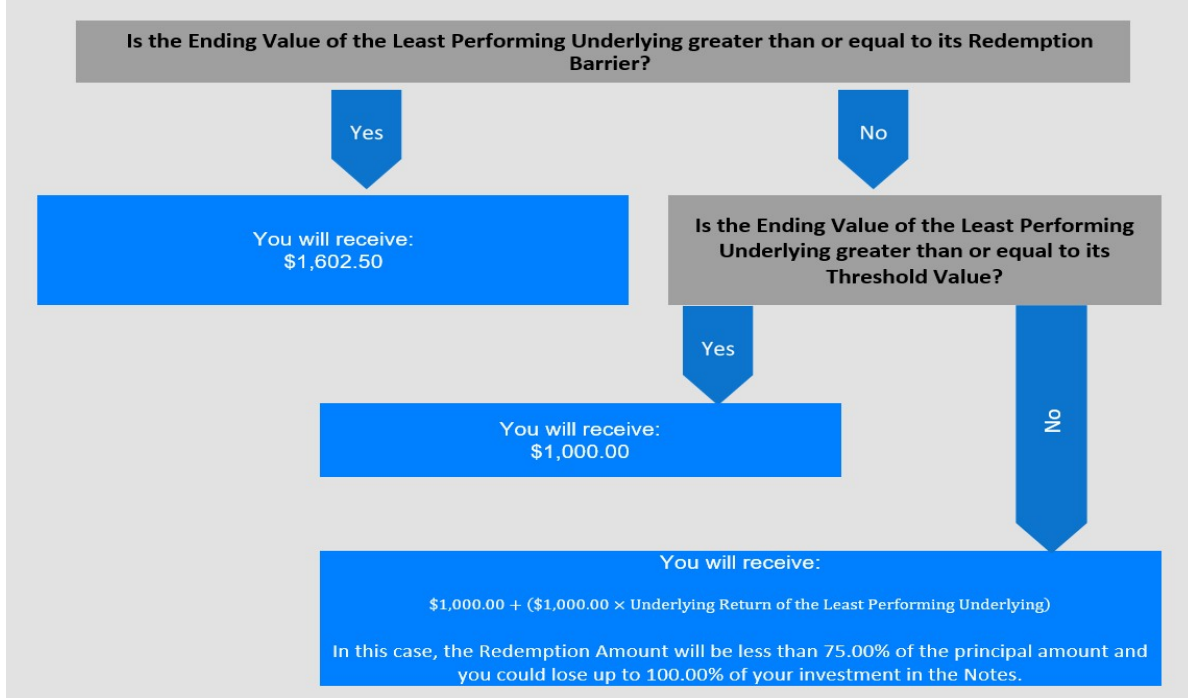 Is the Ending Value of the Least Performing Underlying greater than or equal to its Redemption
Barrier?
Yes
No
You will receive:
$1,602.50
Is the Ending Value of the Least Performing
Underlying greater than or equal to its
Threshold Value?
Yes
No
You will receive:
$1,000.00
You will receive:
$1,000.00 + ($1,000.00 × Underlying Return of the Least Performing Underlying)
In this case, the Redemption Amount will be less than 75.00% of the principal amount and
you could lose up to 100.00% of your investment in the Notes.